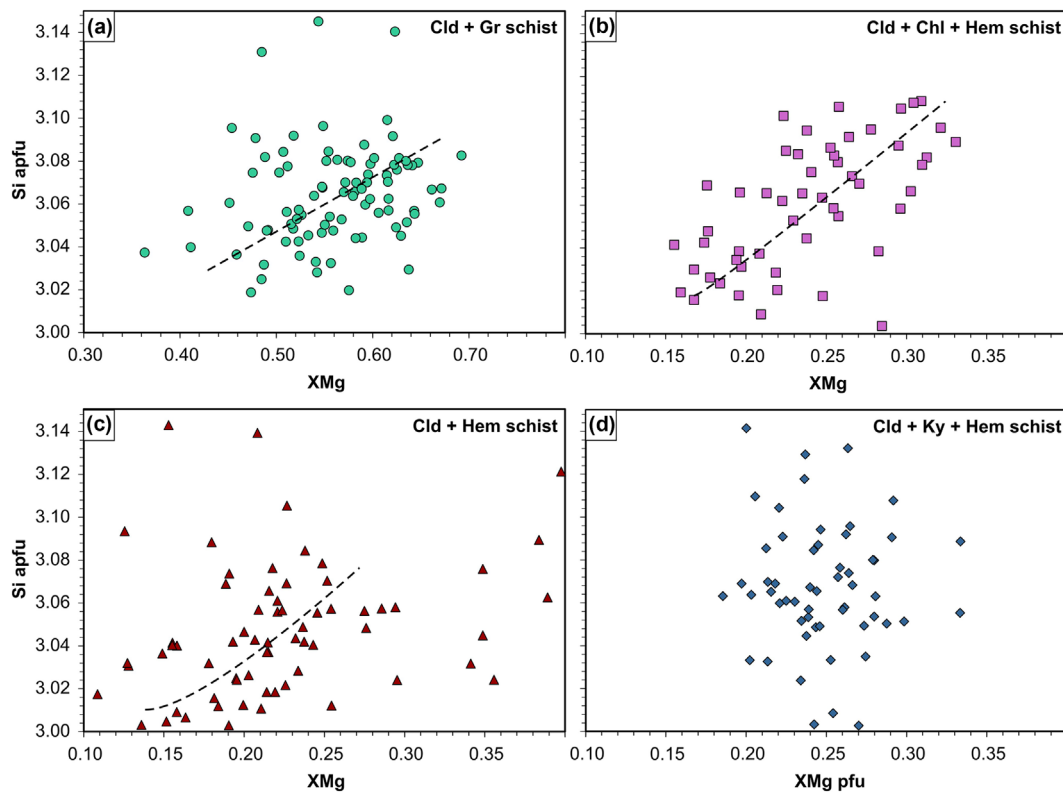 (a)
Cld + Gr schist
3.14
3.12
3.10
3.08
3.06
3.04
3.02
3.00
Si apfu
0.30
0.40
0.50
0.60
0.70
XMg
(b)
Cld + Chl + Hem schist
0.10
0.20
0.25
0.30
0.35
XMg
(c)
Cld + Hem schist
3.14
3.12
3.10
3.08
3.06
3.04
3.02
3.00
Si apfu
0.10
0.15
0.20
0.25
0.30
0.35
XMg
(d)
Cld + Ky + Hem schist
0.10
0.20
0.25
0.30
0.35
XMg pfu